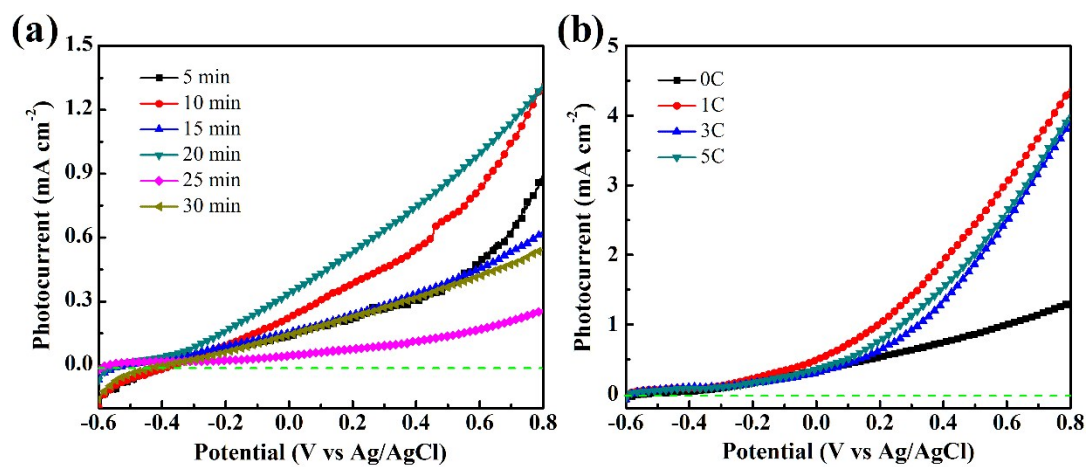 (a)
1.5
1.2
0.9
0.6
0.3
0.0
Photocurrent (mA cm⁻²)
5 min
10 min
15 min
20 min
25 min
30 min
-0.6 -0.4 -0.2 0.0 0.2 0.4 0.6 0.8
Potential (V vs Ag/AgCl)
(b)
5
4
3
2
1
0
Photocurrent (mA cm⁻²)
0C
1C
3C
5C
-0.6 -0.4 -0.2 0.0 0.2 0.4 0.6 0.8
Potential (V vs Ag/AgCl)